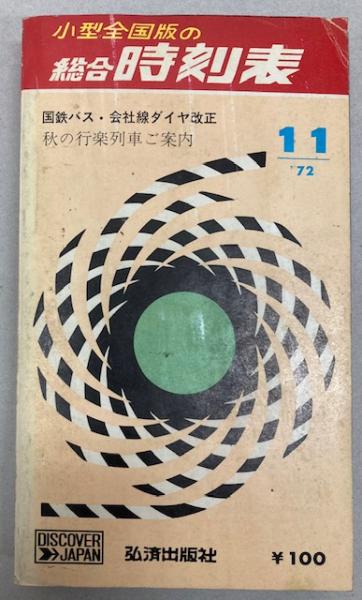 小型全国版の
総合時刻表
国鉄バス・会社線ダイヤ改正
秋の行楽列車ご案内
11
'72
DISCOVER
JAPAN
弘済出版社
¥100